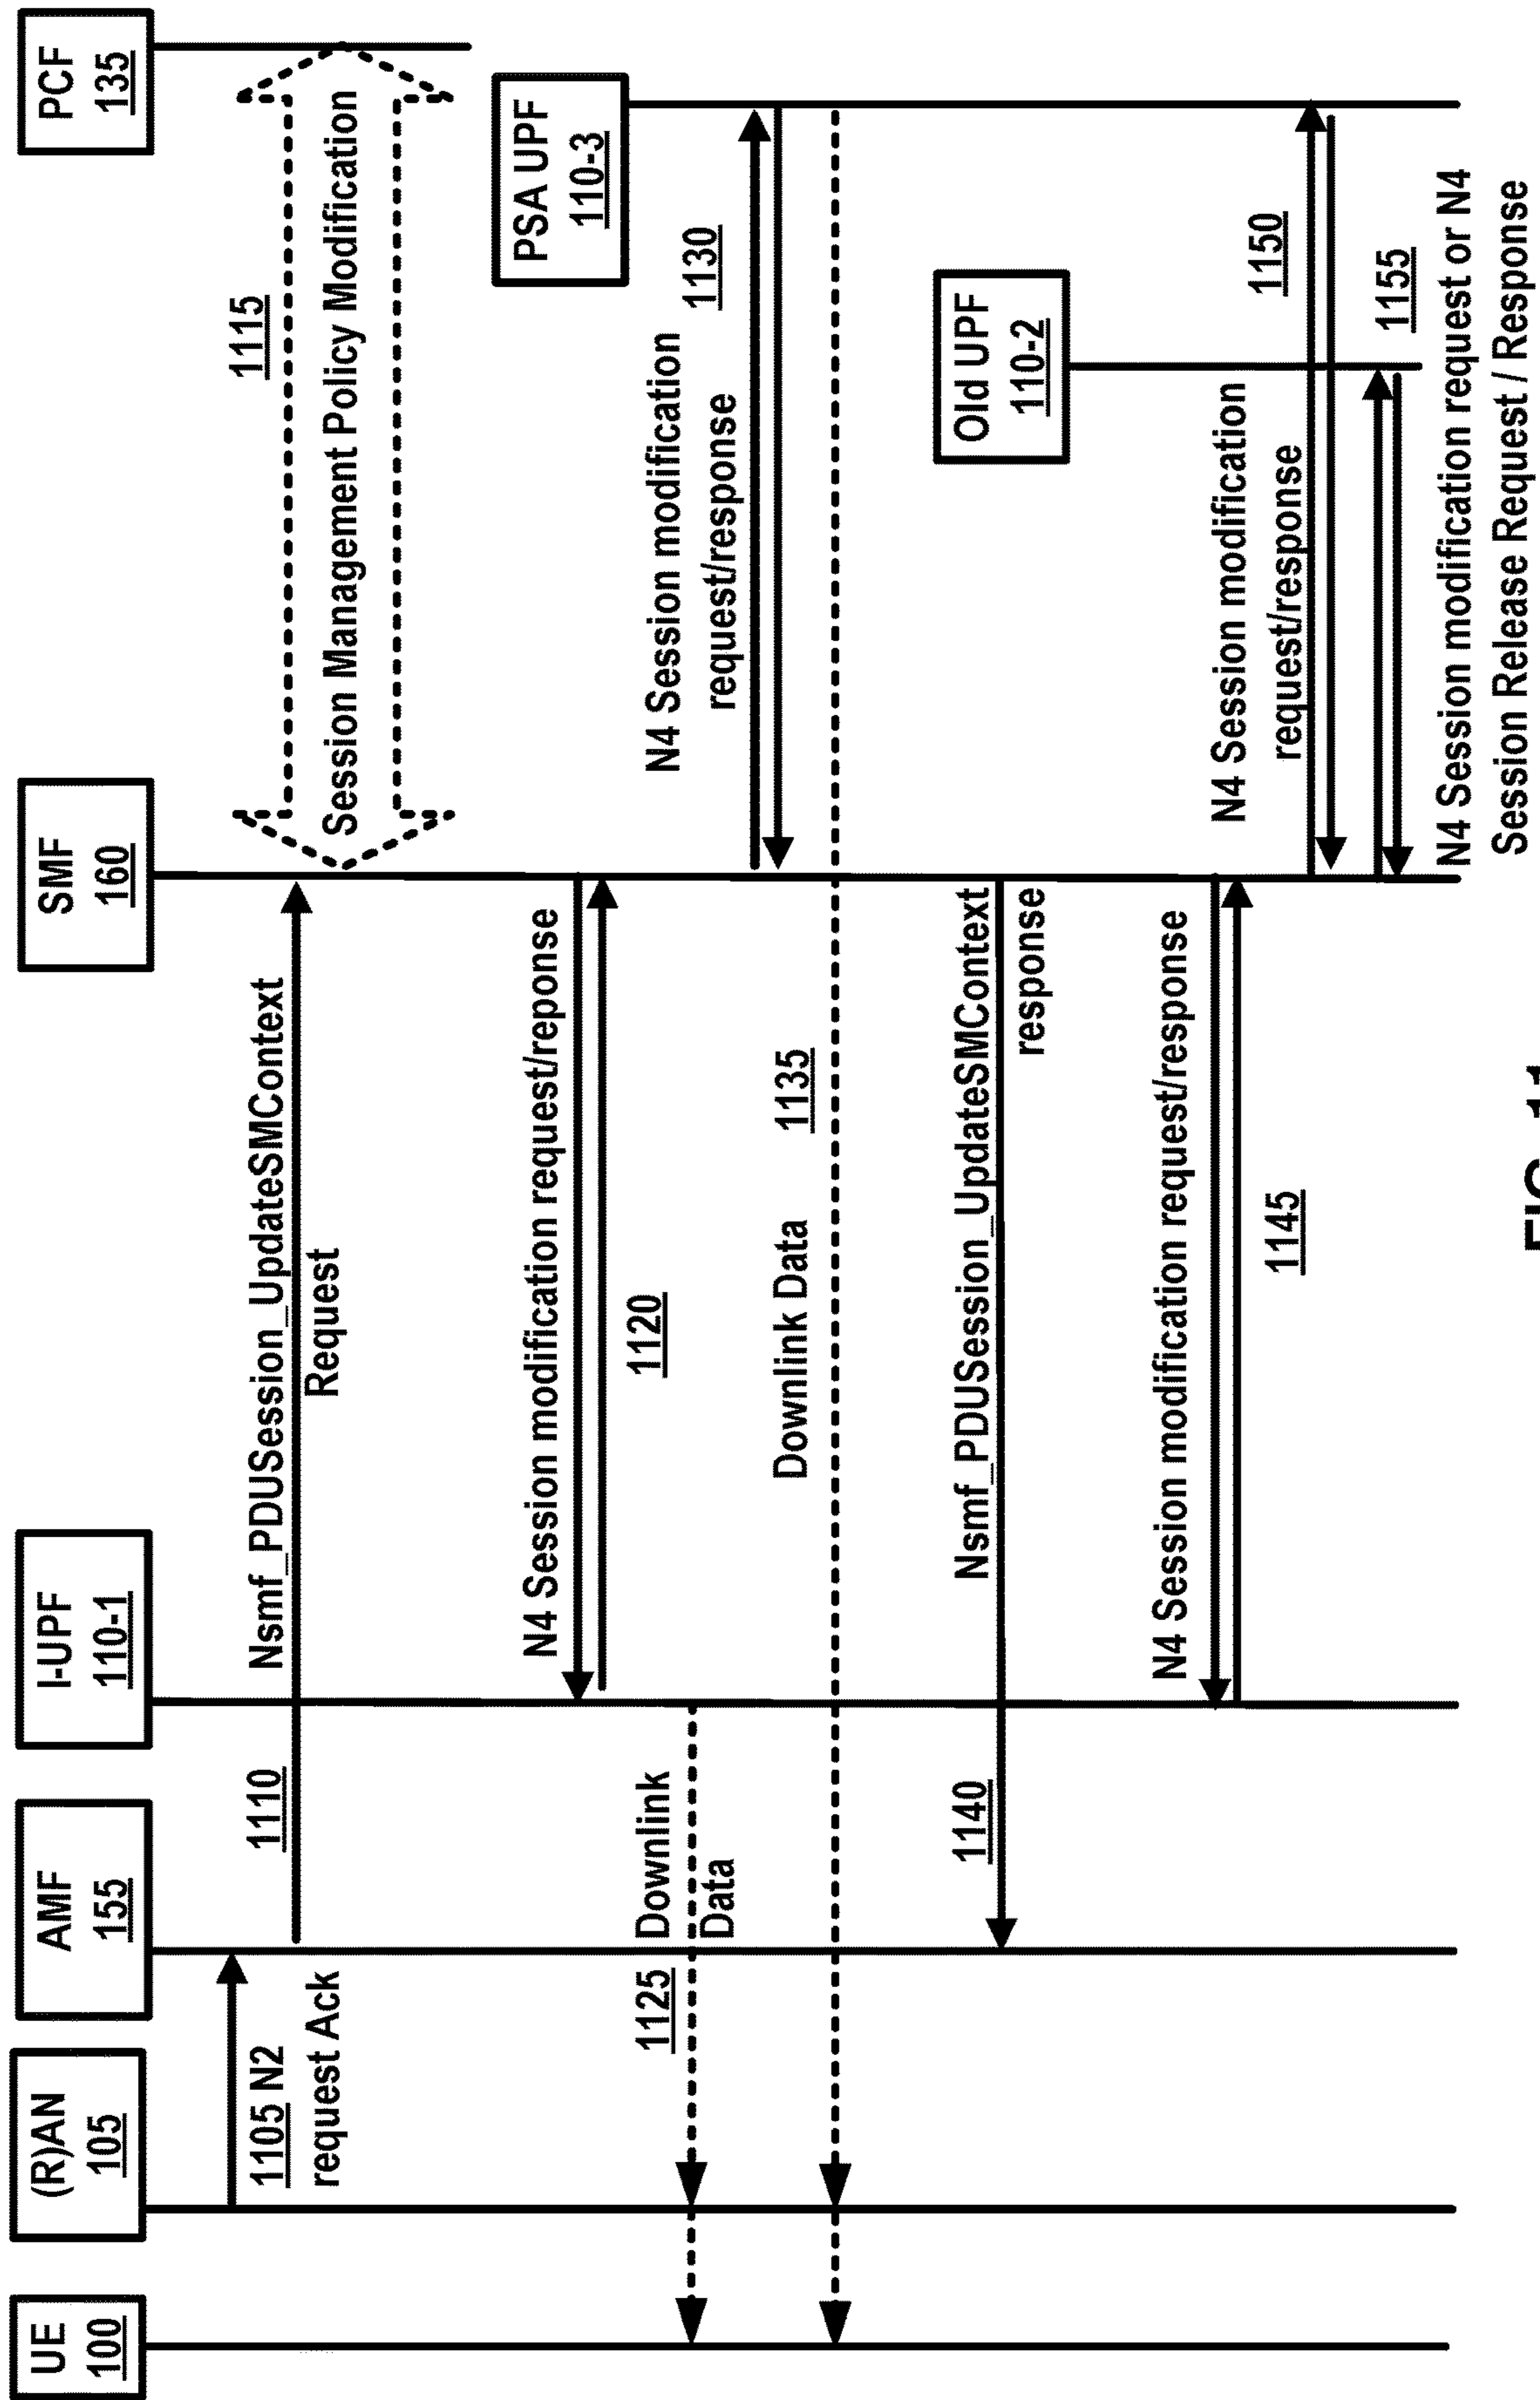 UE
100
(R)AN
105
AMF
155
I-UPF
110-1
SMF
160
PCF
135
1105 N2
request Ack
1110
Nsmf_PDUSession_UpdateSMContext
Request
1115
Session Management Policy Modification
N4 Session modification request/reponse
1120
PSA UPF
110-3
1125
Downlink
Data
N4 Session modification
request/response
1130
Downlink Data
1135
Old UPF
110-2
1140
Nsmf_PDUSession_UpdateSMContext
response
N4 Session modification request/response
1145
N4 Session modification
request/response
1150
1155
N4 Session modification request or N4
Session Release Request / Response
FIG. 11